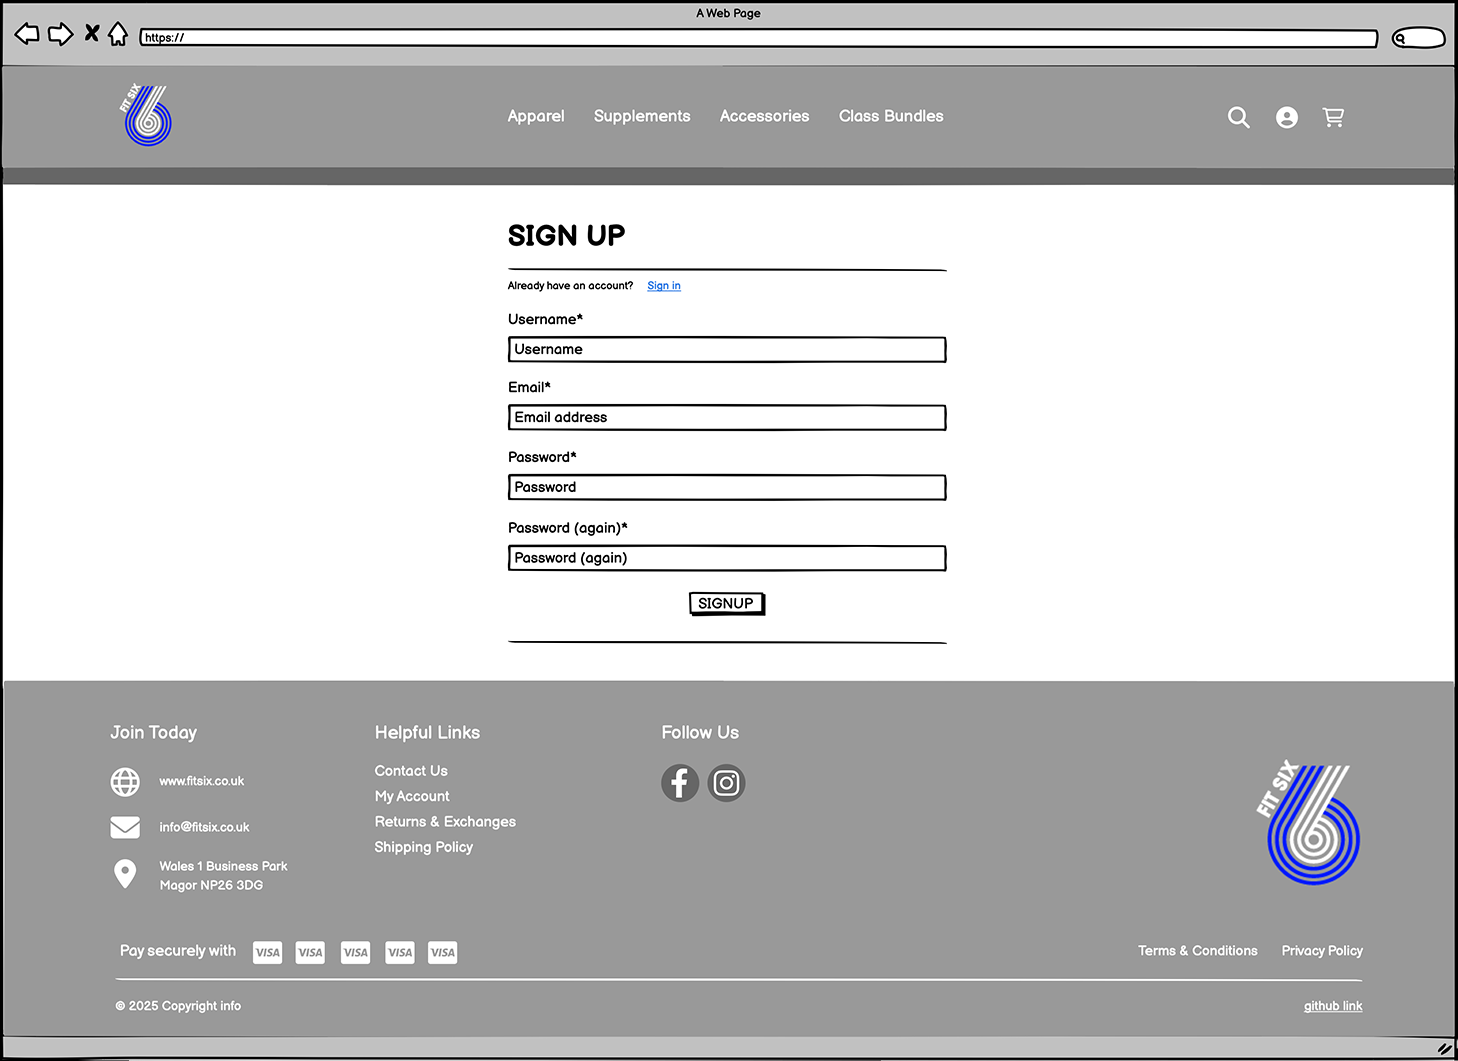 A Web Page
https://
FIT SIX
Apparel Supplements Accessories Class Bundles
SIGN UP
Already have an account? Sign in
Username*
Username
Email*
Email address
Password*
Password
Password (again)*
Password (again)
SIGNUP
Join Today
www.fitsix.co.uk
info@fitsix.co.uk
Wales 1 Business Park
Magor NP26 3DG
Helpful Links
Contact Us
My Account
Returns & Exchanges
Shipping Policy
Follow Us
FIT SIX
Pay securely with VISA VISA VISA VISA VISA
Terms & Conditions Privacy Policy
© 2025 Copyright info
github link